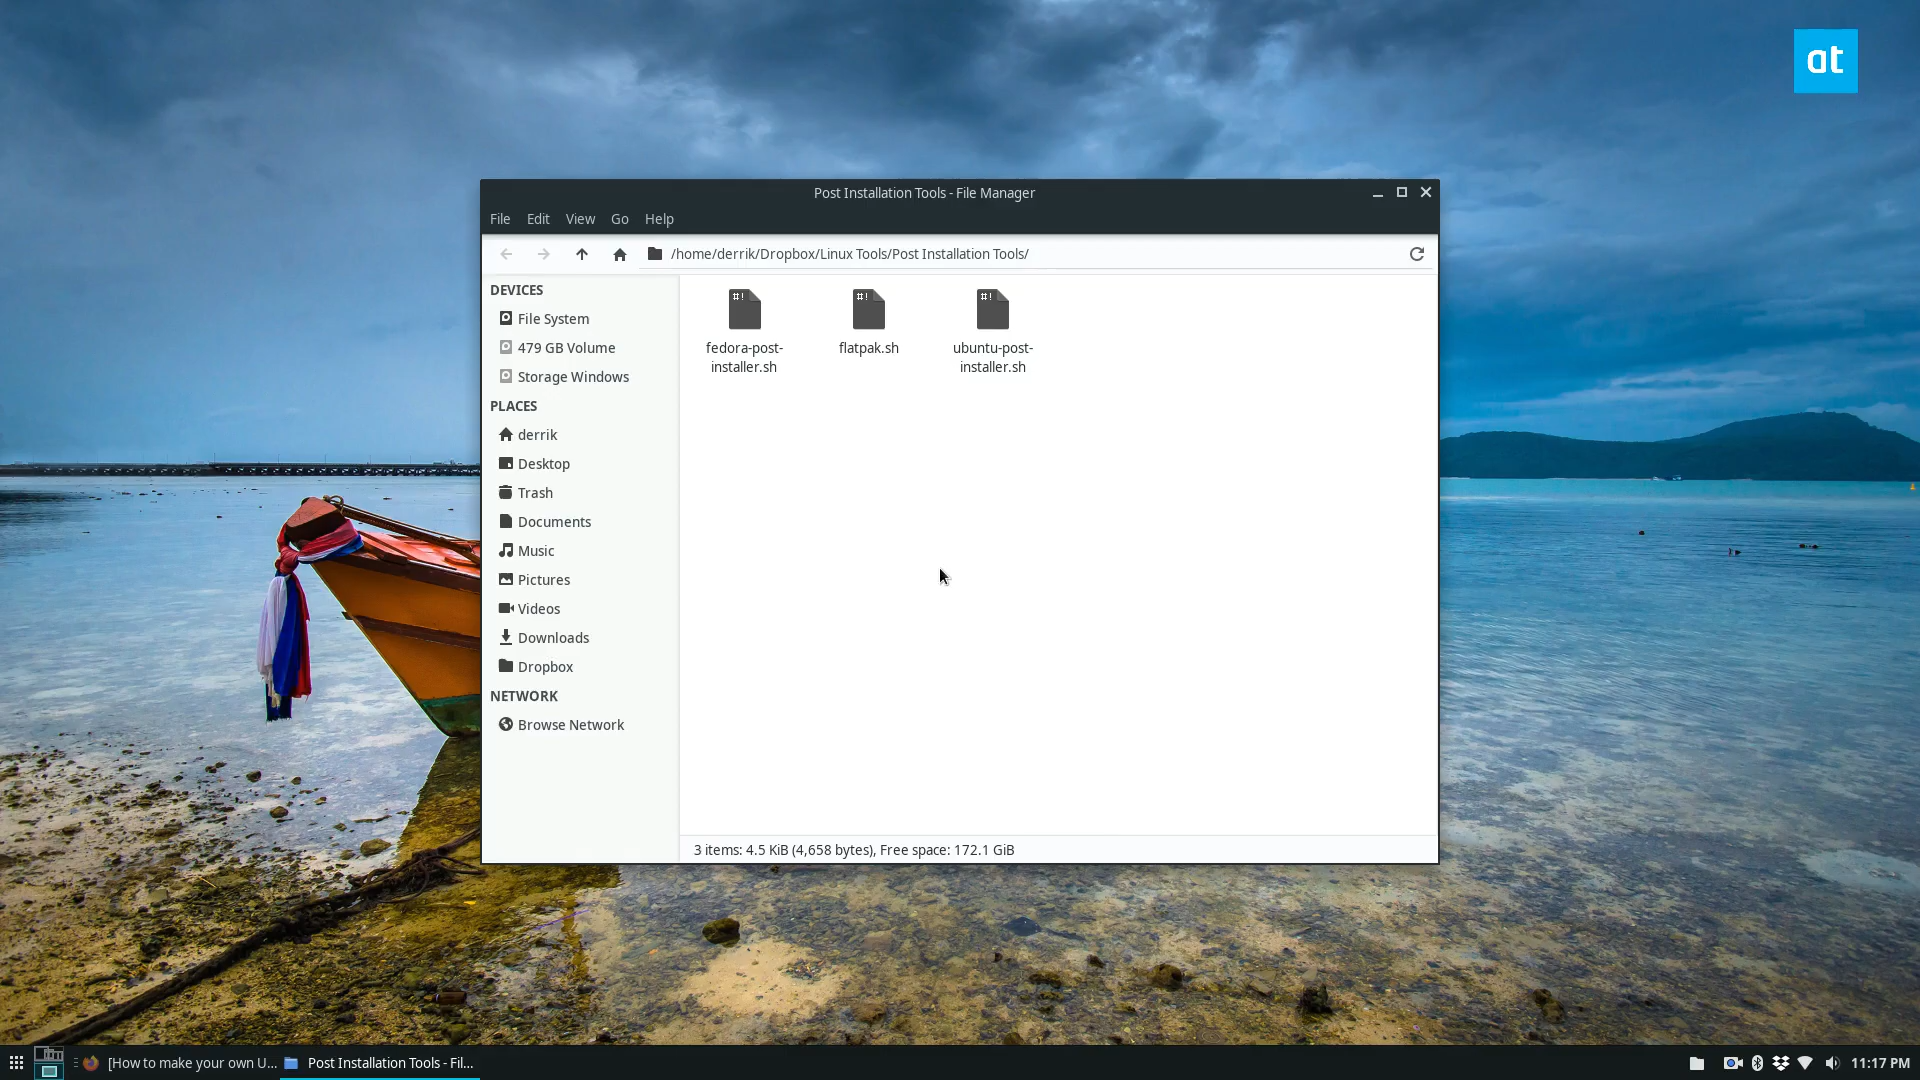 at
Post Installation Tools - File Manager
File Edit View Go Help
/home/derrik/Dropbox/Linux Tools/Post Installation Tools/
DEVICES
File System
479 GB Volume
Storage Windows
PLACES
derrik
Desktop
Trash
Documents
Music
Pictures
Videos
Downloads
Dropbox
NETWORK
Browse Network
#! #! #!
fedora-post-
installer.sh
flatpak.sh
ubuntu-post-
installer.sh
3 items: 4.5 KiB (4,658 bytes), Free space: 172.1 GiB
[How to make your own U... Post Installation Tools - Fil... 11:17 PM